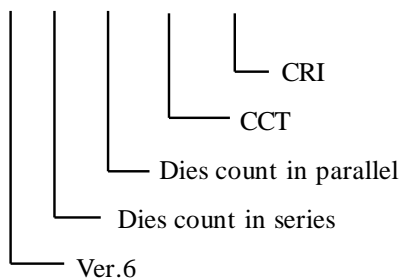 CRI
CCT
Dies count in parallel
Dies count in series
Ver.6